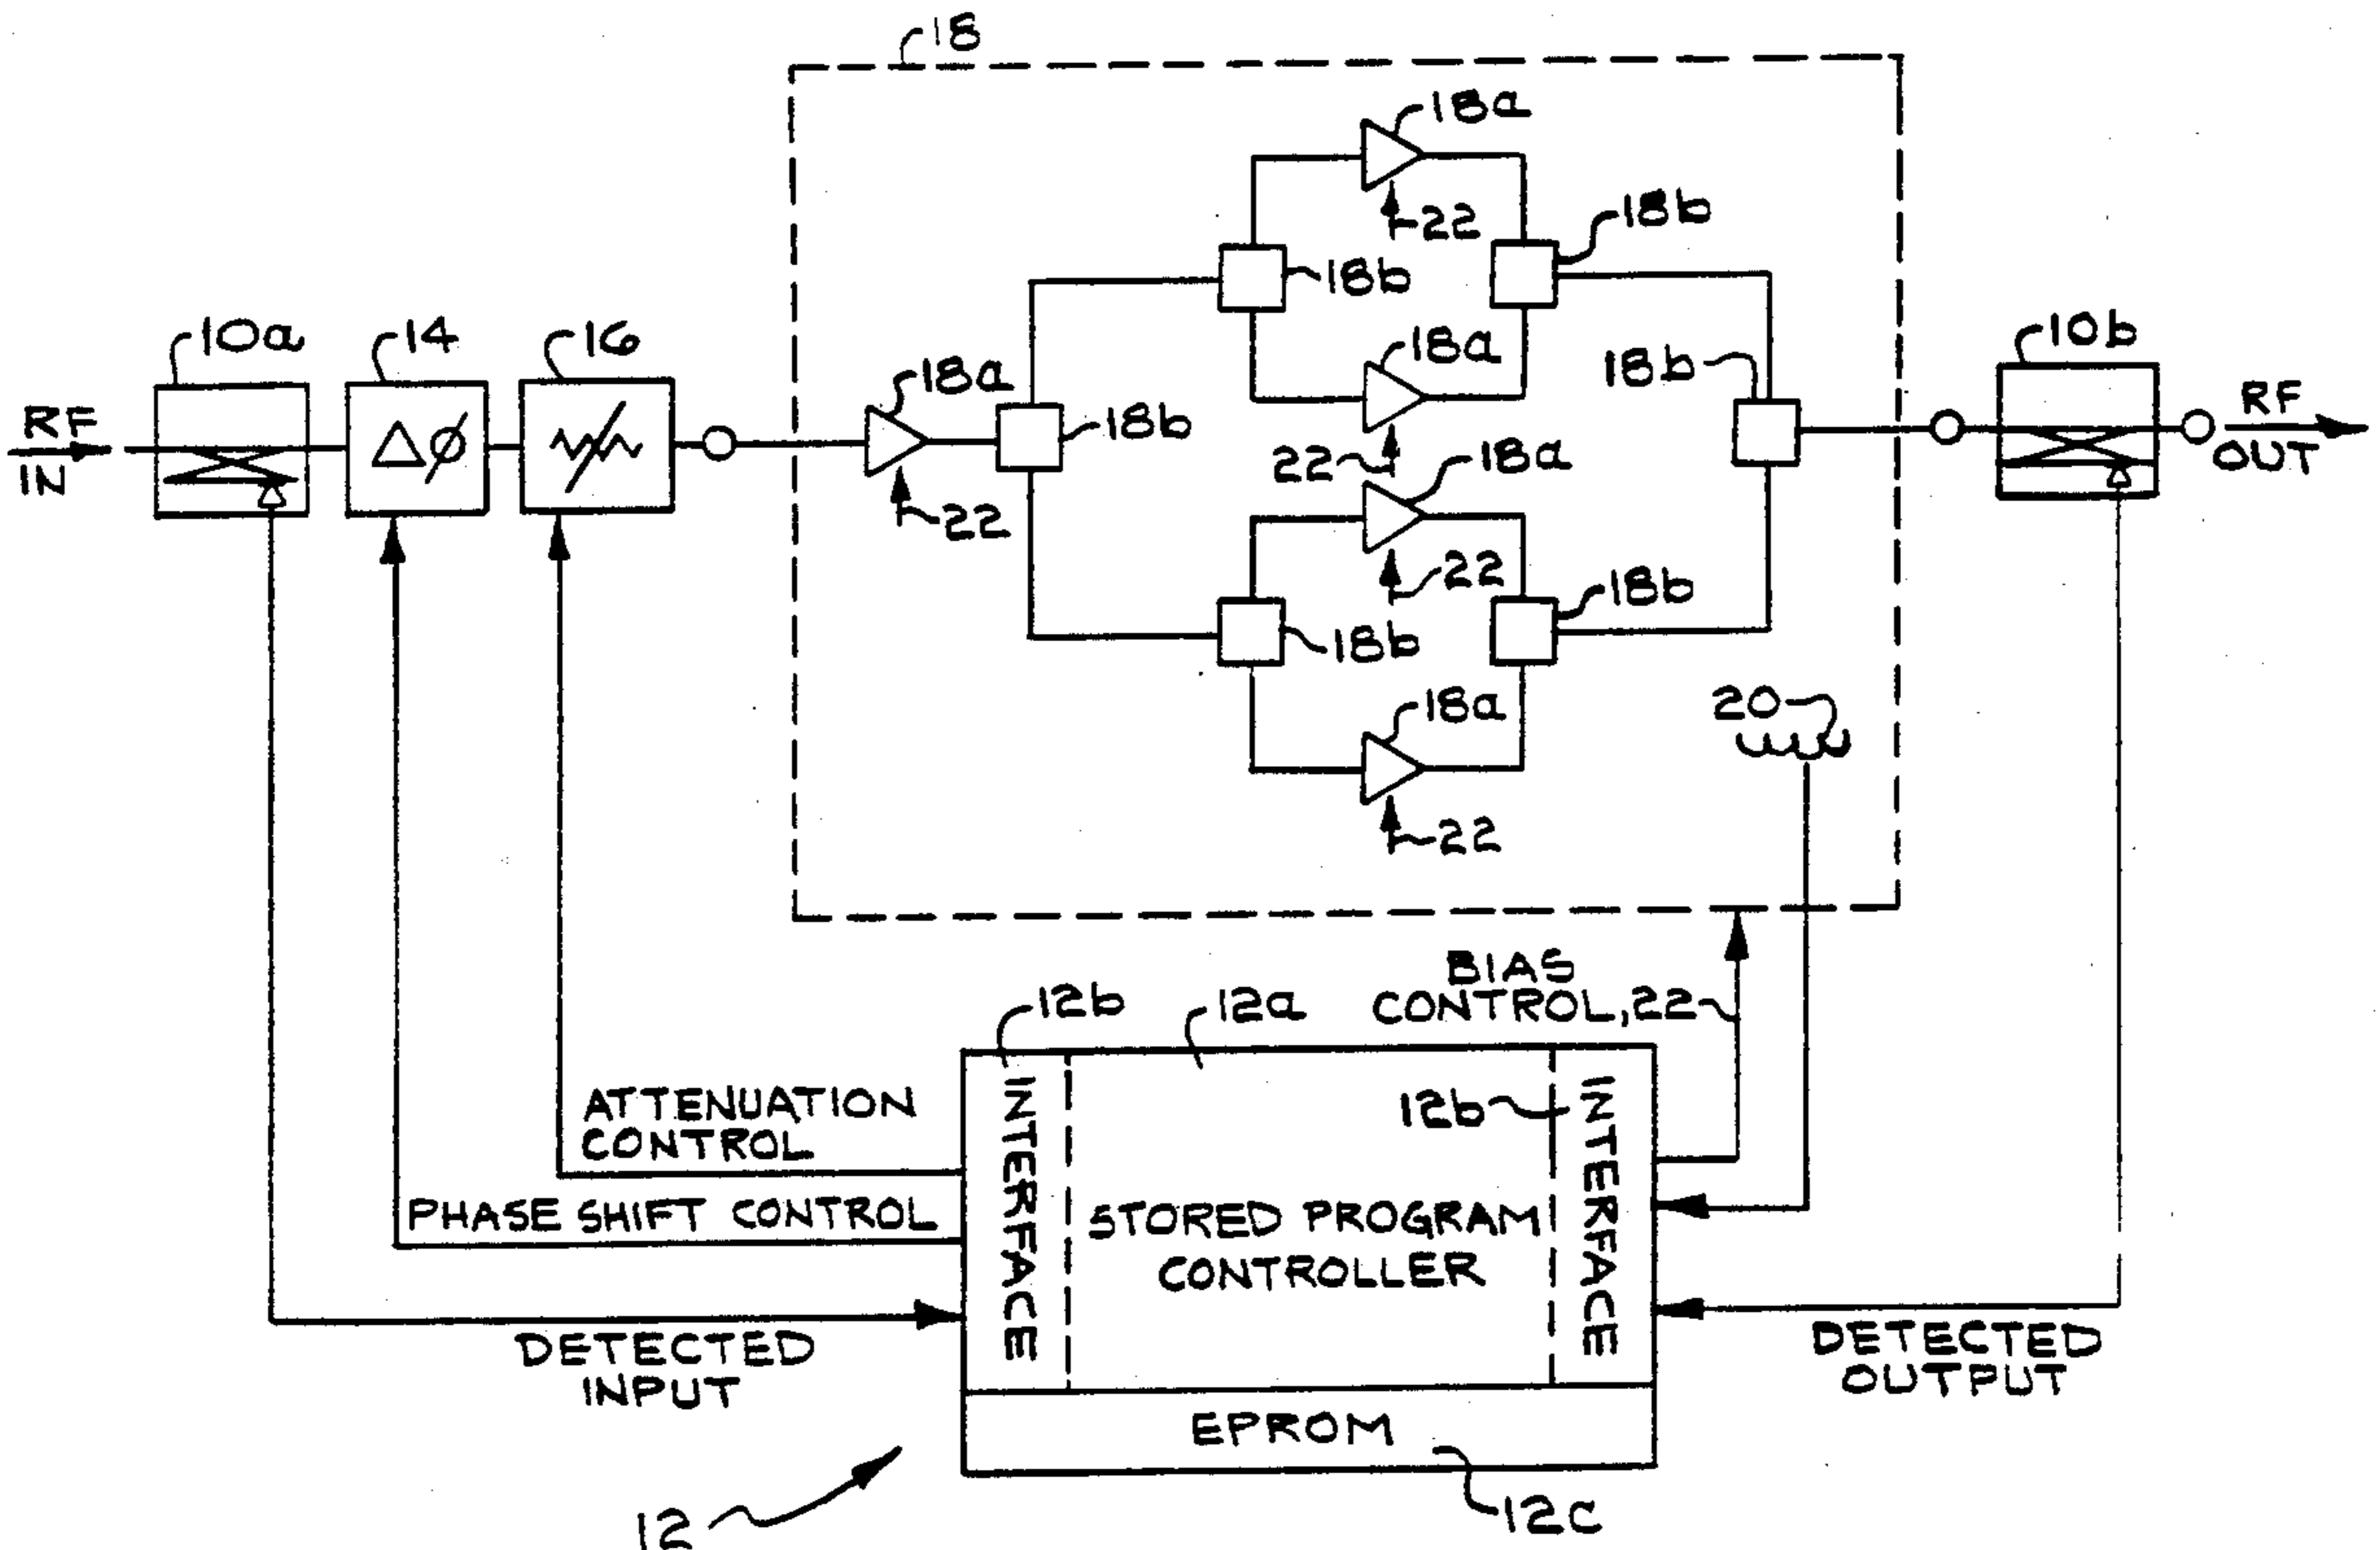 18
18a
22
18b
18b
10a
14
16
18a
18b
18a
22
18b
10b
RF
IN
ΔØ
22
18a
22
RF
OUT
18b
18b
18a
22
20
12b
12a
BIAS
CONTROL, 22
ATTENUATION
CONTROL
PHASE SHIFT CONTROL
INTERFACE
STORED PROGRAM
CONTROLLER
12b
INTERFACE
DETECTED
INPUT
DETECTED
OUTPUT
EPROM
12
12c